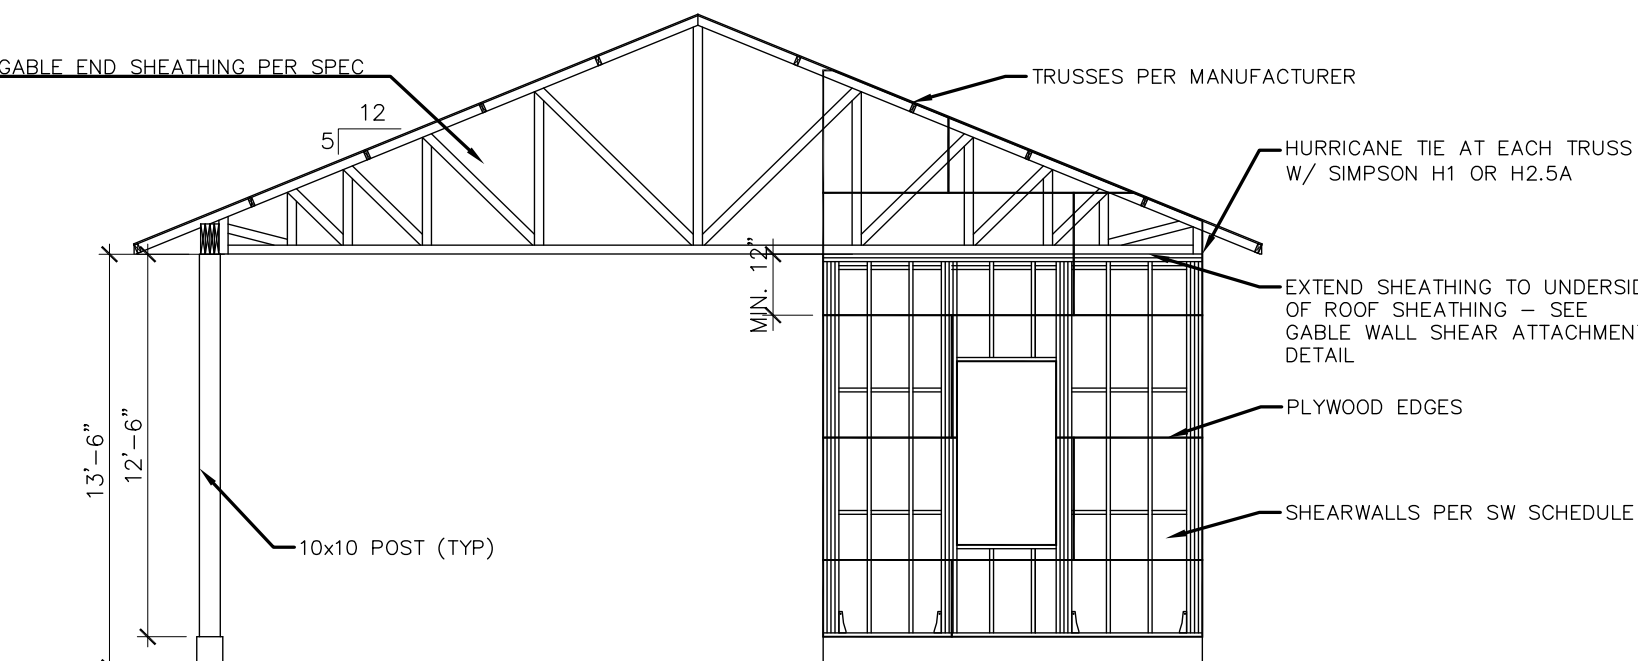 GABLE END SHEATHING PER SPEC
12
5
TRUSSES PER MANUFACTURER
HURRICANE TIE AT EACH TRUSS
W/ SIMPSON H1 OR H2.5A
MIN. 12"
EXTEND SHEATHING TO UNDERSID
OF ROOF SHEATHING – SEE
GABLE WALL SHEAR ATTACHMENT
DETAIL
13'-6"
12'-6"
PLYWOOD EDGES
10x10 POST (TYP)
SHEARWALLS PER SW SCHEDULE